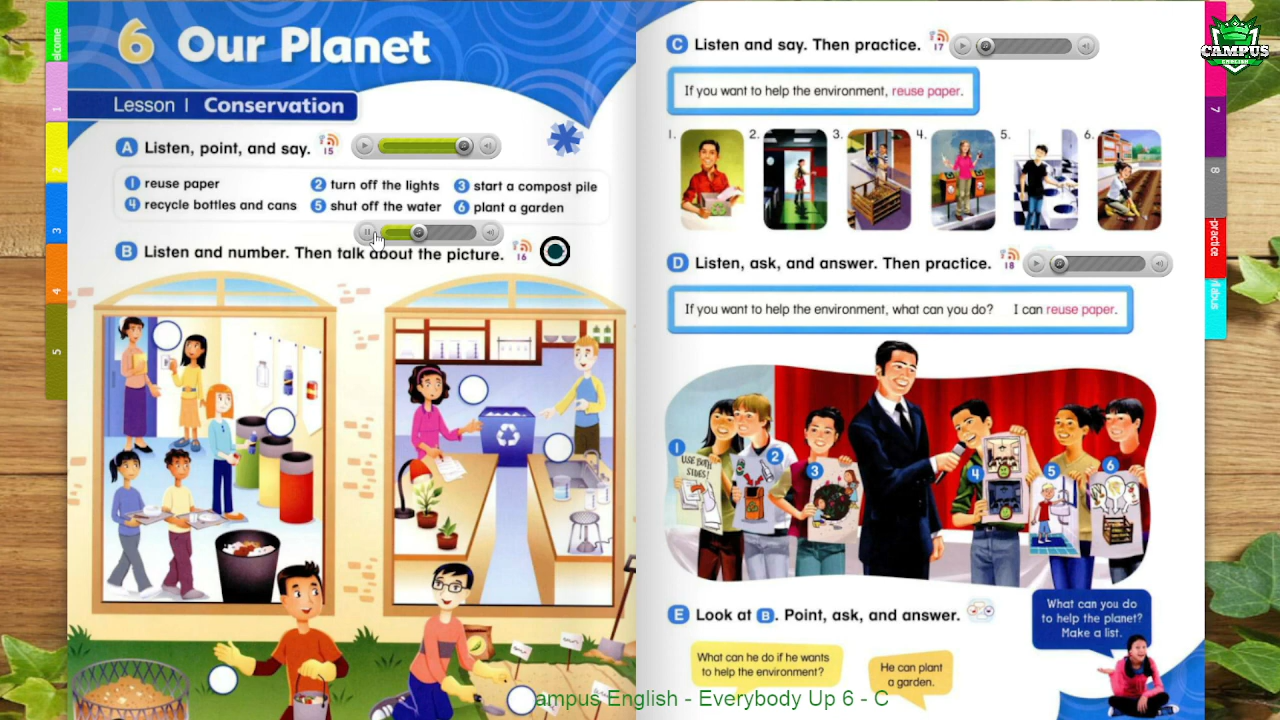 6 Our Planet
Lesson 1 Conservation
A Listen, point, and say.
15
1 reuse paper 2 turn off the lights 3 start a compost pile
4 recycle bottles and cans 5 shut off the water 6 plant a garden
B Listen and number. Then talk about the picture.
16
C Listen and say. Then practice.
17
If you want to help the environment, reuse paper.
1. 2. 3. 4. 5. 6.
D Listen, ask, and answer. Then practice.
18
If you want to help the environment, what can you do? I can reuse paper.
1 2 3 4 5 6
USE BOTH
SIDES!
E Look at B. Point, ask, and answer.
What can he do if he wants
to help the environment?
He can plant
a garden.
What can you do
to help the planet?
Make a list.
elcome
1
2
3
4
5
7
8
-practice
ylabus
CAMPUS
ENGLISH
ampus English - Everybody Up 6 - C